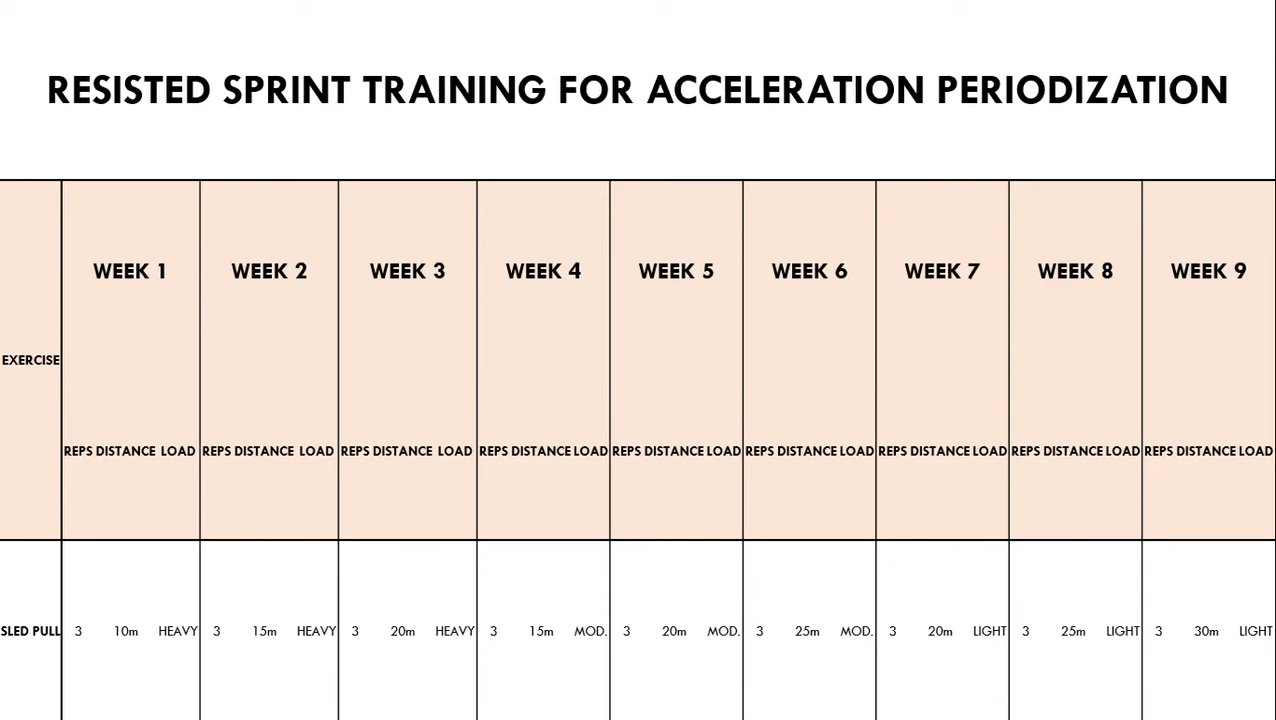 RESISTED SPRINT TRAINING FOR ACCELERATION PERIODIZATION
WEEK 1 WEEK 2 WEEK 3 WEEK 4 WEEK 5 WEEK 6 WEEK 7 WEEK 8 WEEK 9
EXERCISE
REPS DISTANCE LOAD REPS DISTANCE LOAD REPS DISTANCE LOAD REPS DISTANCE LOAD REPS DISTANCE LOAD REPS DISTANCE LOAD REPS DISTANCE LOAD REPS DISTANCE LOAD REPS DISTANCE LOAD
SLED PULL 3 10m HEAVY 3 15m HEAVY 3 20m HEAVY 3 15m MOD. 3 20m MOD. 3 25m MOD. 3 20m LIGHT 3 25m LIGHT 3 30m LIGHT